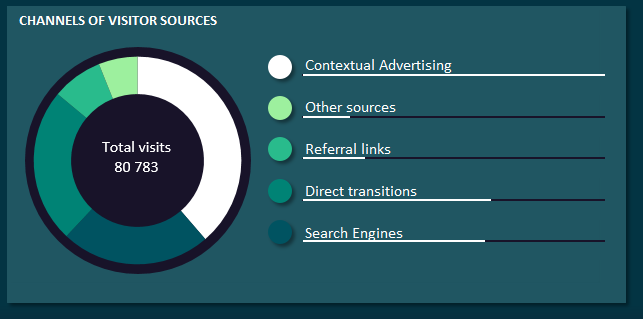 CHANNELS OF VISITOR SOURCES
Total visits
80 783
Contextual Advertising
Other sources
Referral links
Direct transitions
Search Engines